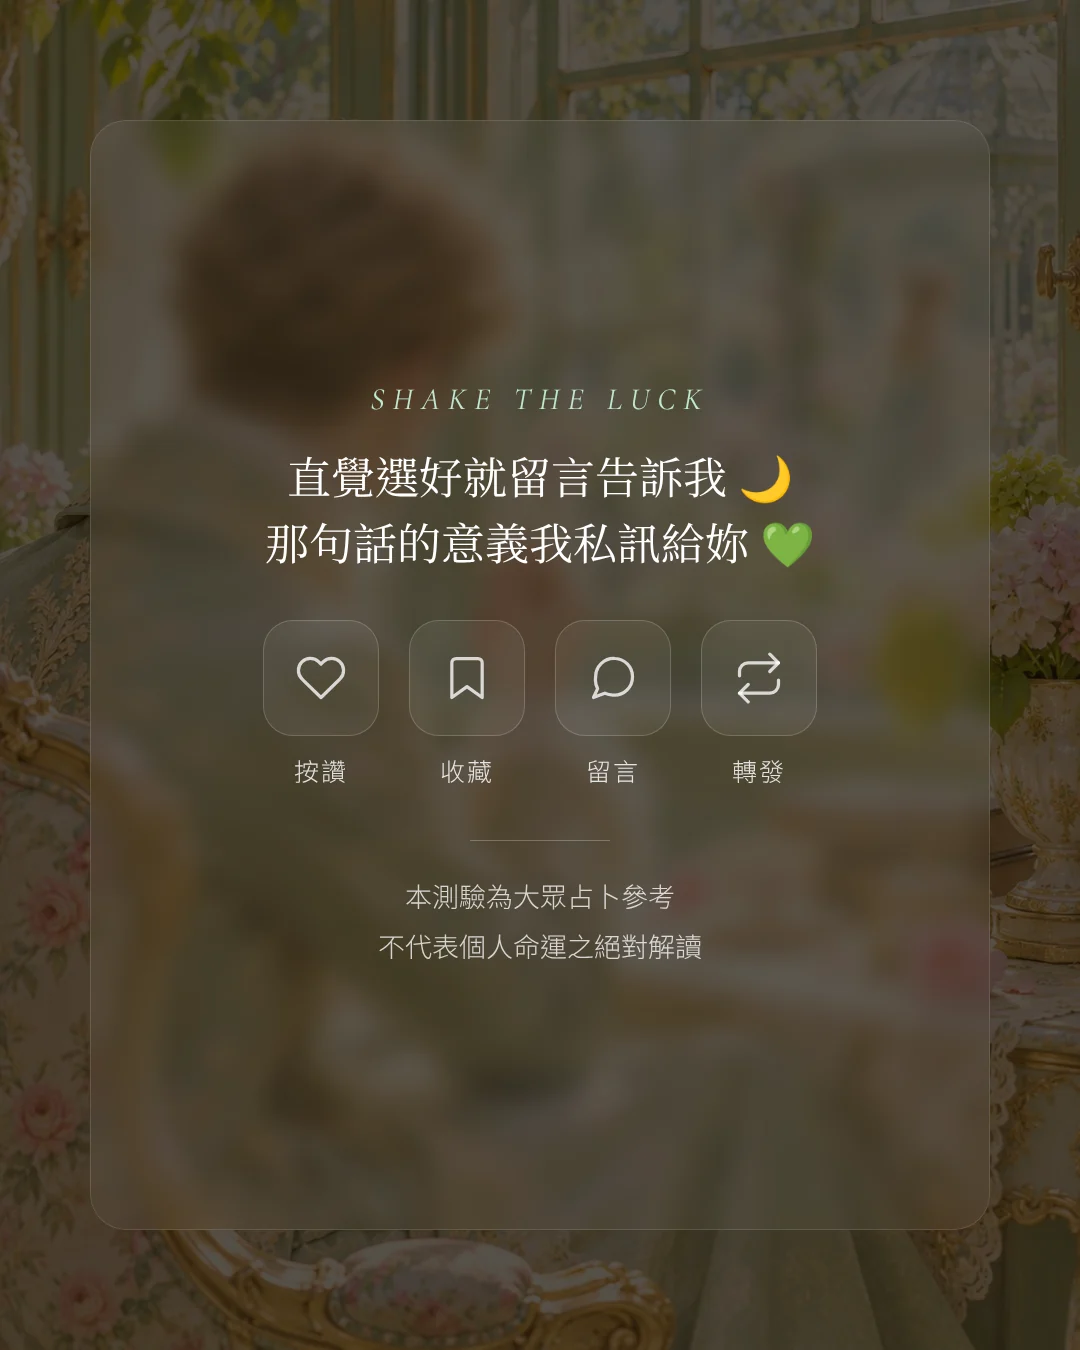 SHAKE THE LUCK
直覺選好就留言告訴我 🌙
那句話的意義我私訊給妳 💚
按讚 收藏 留言 轉發
本測驗為大眾占卜參考
不代表個人命運之絕對解讀